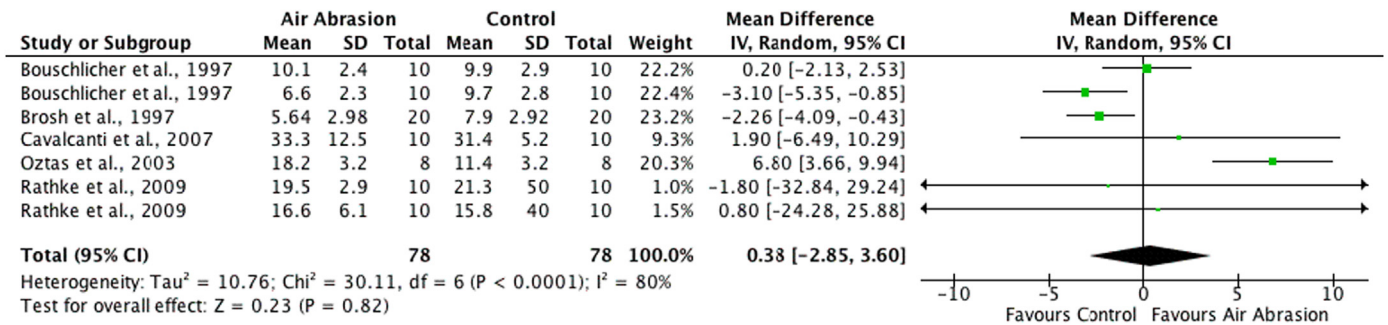 Air Abrasion Control Mean Difference Mean Difference
Study or Subgroup Mean SD Total Mean SD Total Weight IV, Random, 95% CI IV, Random, 95% CI
Bouschlicher et al., 1997 10.1 2.4 10 9.9 2.9 10 22.2% 0.20 [-2.13, 2.53]
Bouschlicher et al., 1997 6.6 2.3 10 9.7 2.8 10 22.4% -3.10 [-5.35, -0.85]
Brosh et al., 1997 5.64 2.98 20 7.9 2.92 20 23.2% -2.26 [-4.09, -0.43]
Cavalcanti et al., 2007 33.3 12.5 10 31.4 5.2 10 9.3% 1.90 [-6.49, 10.29]
Oztas et al., 2003 18.2 3.2 8 11.4 3.2 8 20.3% 6.80 [3.66, 9.94]
Rathke et al., 2009 19.5 2.9 10 21.3 50 10 1.0% -1.80 [-32.84, 29.24]
Rathke et al., 2009 16.6 6.1 10 15.8 40 10 1.5% 0.80 [-24.28, 25.88]
Total (95% CI) 78 78 100.0% 0.38 [-2.85, 3.60]
Heterogeneity: Tau² = 10.76; Chi² = 30.11, df = 6 (P < 0.0001); I² = 80%
Test for overall effect: Z = 0.23 (P = 0.82)
-10 -5 0 5 10
Favours Control Favours Air Abrasion